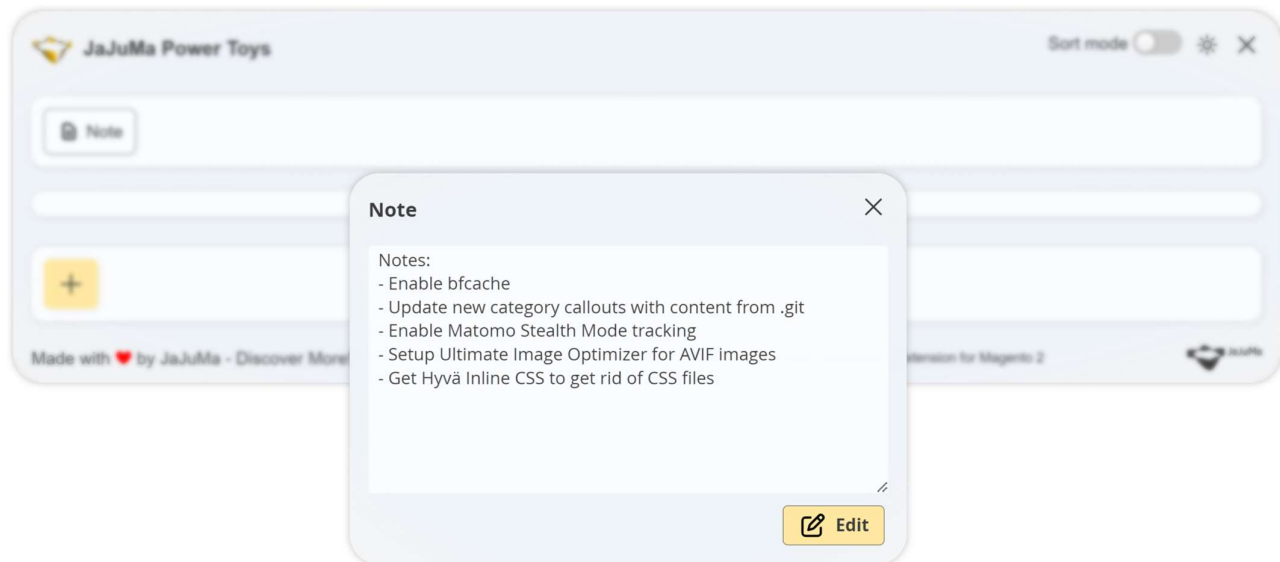 JaJuMa Power Toys
Sort mode
Note
Note
Notes:
- Enable bfcache
- Update new category callouts with content from .git
- Enable Matomo Stealth Mode tracking
- Setup Ultimate Image Optimizer for AVIF images
- Get Hyvä Inline CSS to get rid of CSS files
Edit
Made with ❤ by JaJuMa - Discover More
for Magento 2
JaJuMa